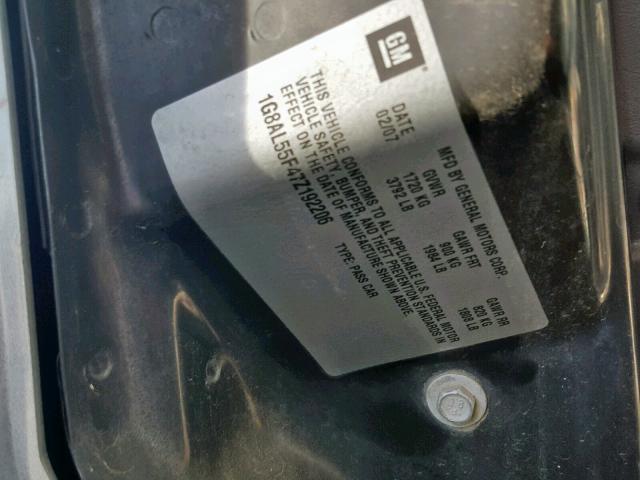 GM
MFD BY GENERAL MOTORS CORP.
DATE GVWR GAWR FRT GAWR RR
02/07 1720 KG 900 KG 820 KG
3792 LB 1984 LB 1808 LB
THIS VEHICLE CONFORMS TO ALL APPLICABLE U.S. FEDERAL MOTOR
VEHICLE SAFETY, BUMPER, AND THEFT PREVENTION STANDARDS IN
EFFECT ON THE DATE OF MANUFACTURE SHOWN ABOVE.
1G8AL55F47Z192206 TYPE: PASS CAR